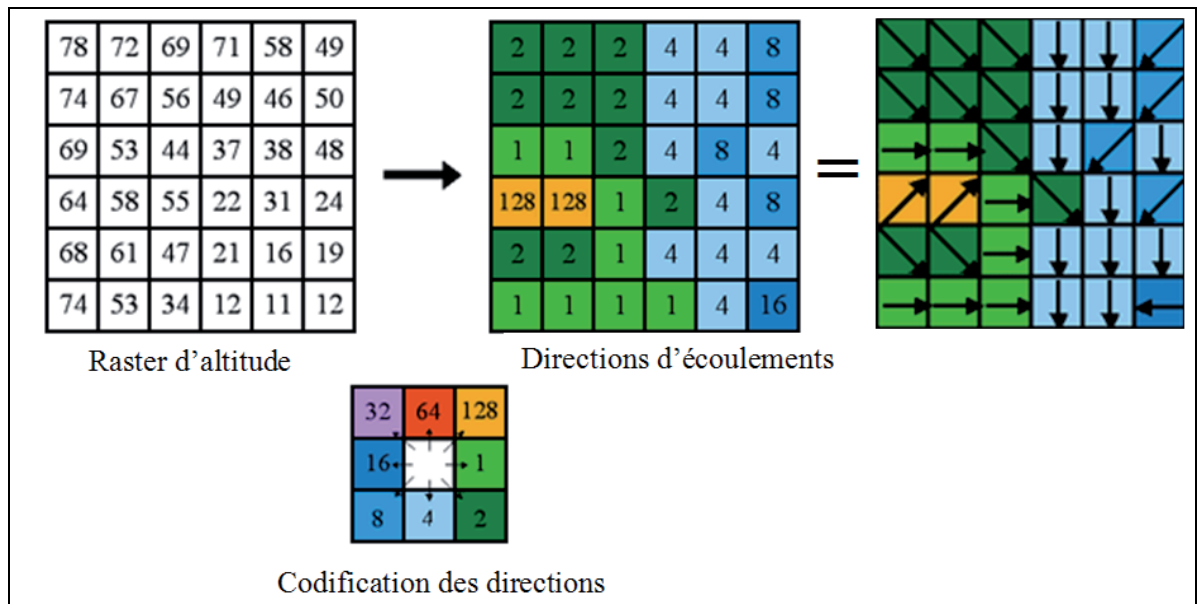 78 72 69 71 58 49
74 67 56 49 46 50
69 53 44 37 38 48
64 58 55 22 31 24
68 61 47 21 16 19
74 53 34 12 11 12
Raster d'altitude
2 2 2 4 4 8
2 2 2 4 4 8
1 1 2 4 8 4
128 128 1 2 4 8
2 2 1 4 4 4
1 1 1 1 4 16
=
Directions d'écoulements
32 64 128
16 1
8 4 2
Codification des directions